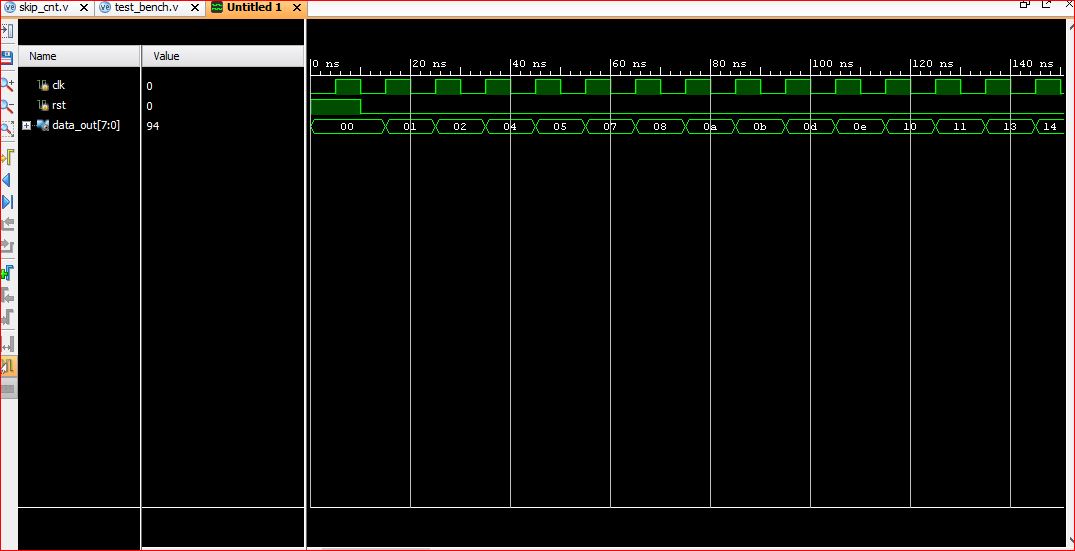 skip_cnt.v test_bench.v Untitled 1
Name Value
0 ns 20 ns 40 ns 60 ns 80 ns 100 ns 120 ns 140 ns
clk 0
rst 0
data_out[7:0] 94 00 01 02 04 05 07 08 0a 0b 0d 0e 10 11 13 14